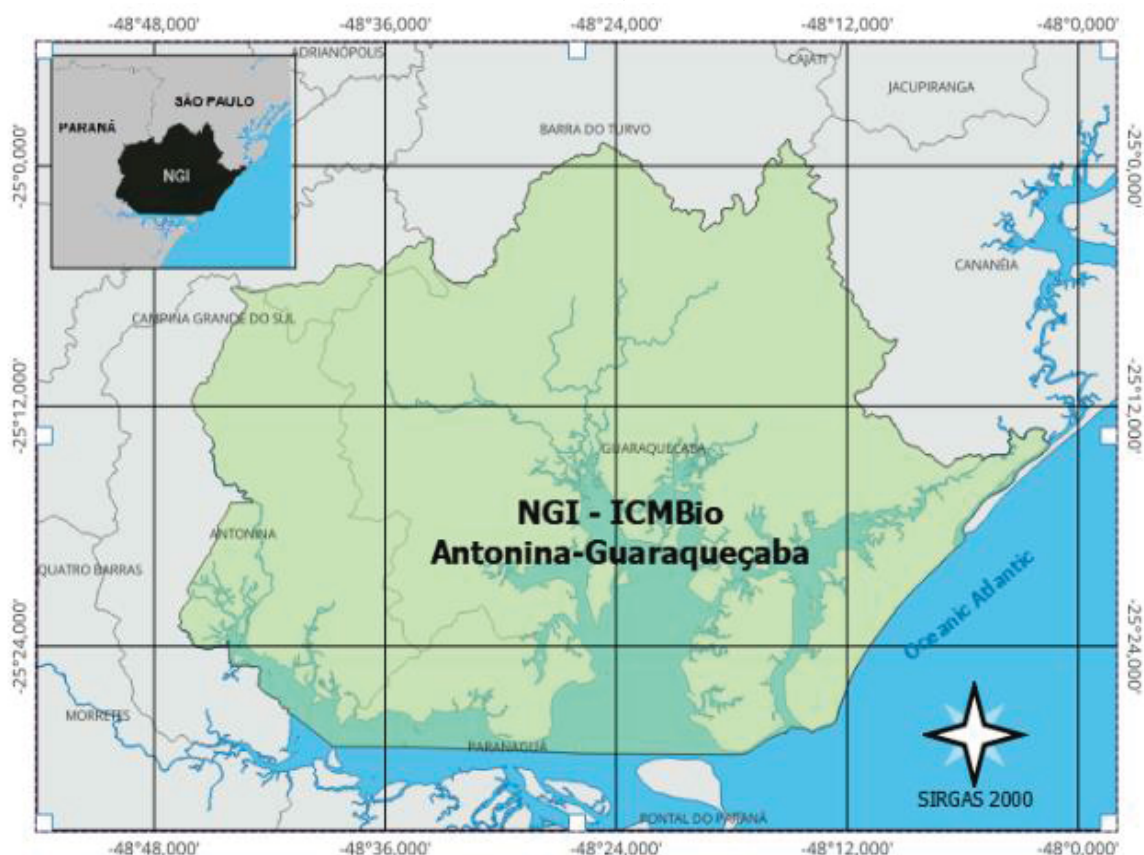 -48°48,000' -48°36,000' -48°24,000' -48°12,000' -48°0,000'
ADRIANÓPOLIS
CAJATI
JACUPIRANGA
SÃO PAULO
PARANÁ
BARRA DO TURVO
-25°0,000'
-25°0,000'
NGI
CANANÉIA
CAMPINA GRANDE DO SUL
-25°12,000'
-25°12,000'
GUARAQUEÇABA
NGI - ICMBio
Antonina-Guaraqueçaba
ANTONINA
QUATRO BARRAS
Oceanic Atlantic
-25°24,000'
-25°24,000'
MORRETES
PARANAGUÁ
SIRGAS 2000
PONTAL DO PARANÁ
-48°48,000' -48°36,000' -48°24,000' -48°12,000' -48°0,000'